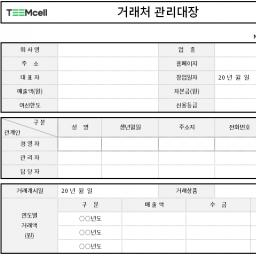 TEEMcell 거래처 관리대장
회 사 명 업 종
주 소 홈페이지
대 표 자 창업일자 20 년 월 일
매출액(원) 자본금(원)
여신한도 신용등급
구 분 성 명 생년월일 주소지 전화번호
관계인
경 영 자
관 리 자
담 당 자
거래개시일 20 년 월 일 거래상품
연도별 거래액 (원) 구 분 매 출 액 수 금
○○년도
○○년도
○○년도